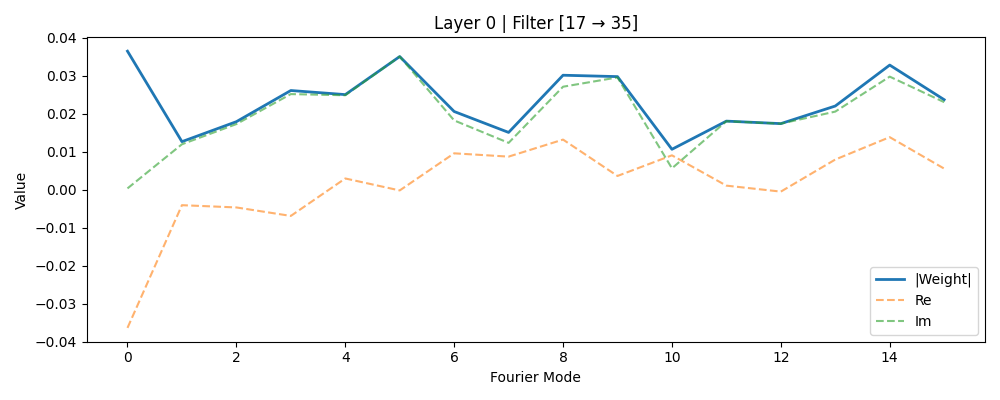 Layer 0 | Filter [17 → 35]
0.04
0.03
0.02
0.01
0.00
−0.01
−0.02
−0.03
−0.04
Value
0 2 4 6 8 10 12 14
Fourier Mode
|Weight|
Re
Im